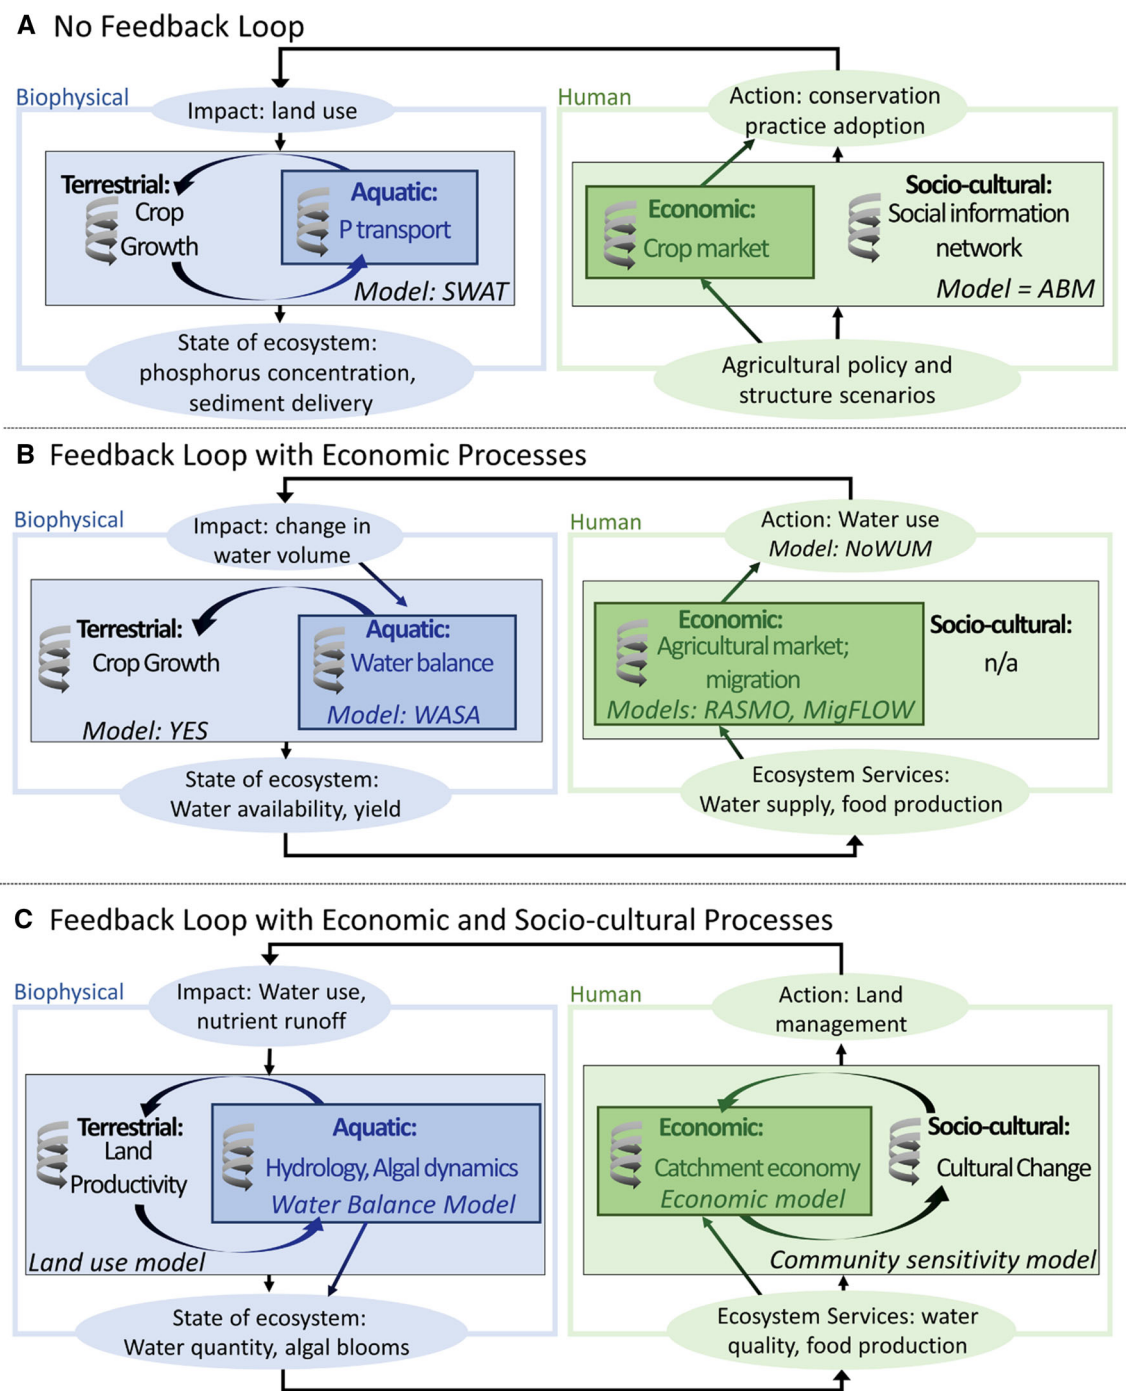 A No Feedback Loop
Biophysical
Impact: land use
Terrestrial:
Crop
Growth
Aquatic:
P transport
Model: SWAT
State of ecosystem:
phosphorus concentration,
sediment delivery
Human
Action: conservation
practice adoption
Economic:
Crop market
Socio-cultural:
Social information
network
Model = ABM
Agricultural policy and
structure scenarios
B Feedback Loop with Economic Processes
Biophysical
Impact: change in
water volume
Terrestrial:
Crop Growth
Model: YES
Aquatic:
Water balance
Model: WASA
State of ecosystem:
Water availability, yield
Human
Action: Water use
Model: NoWUM
Economic:
Agricultural market;
migration
Models: RASMO, MigFLOW
Socio-cultural:
n/a
Ecosystem Services:
Water supply, food production
C Feedback Loop with Economic and Socio-cultural Processes
Biophysical
Impact: Water use,
nutrient runoff
Terrestrial:
Land
Productivity
Land use model
Aquatic:
Hydrology, Algal dynamics
Water Balance Model
State of ecosystem:
Water quantity, algal blooms
Human
Action: Land
management
Economic:
Catchment economy
Economic model
Socio-cultural:
Cultural Change
Community sensitivity model
Ecosystem Services: water
quality, food production